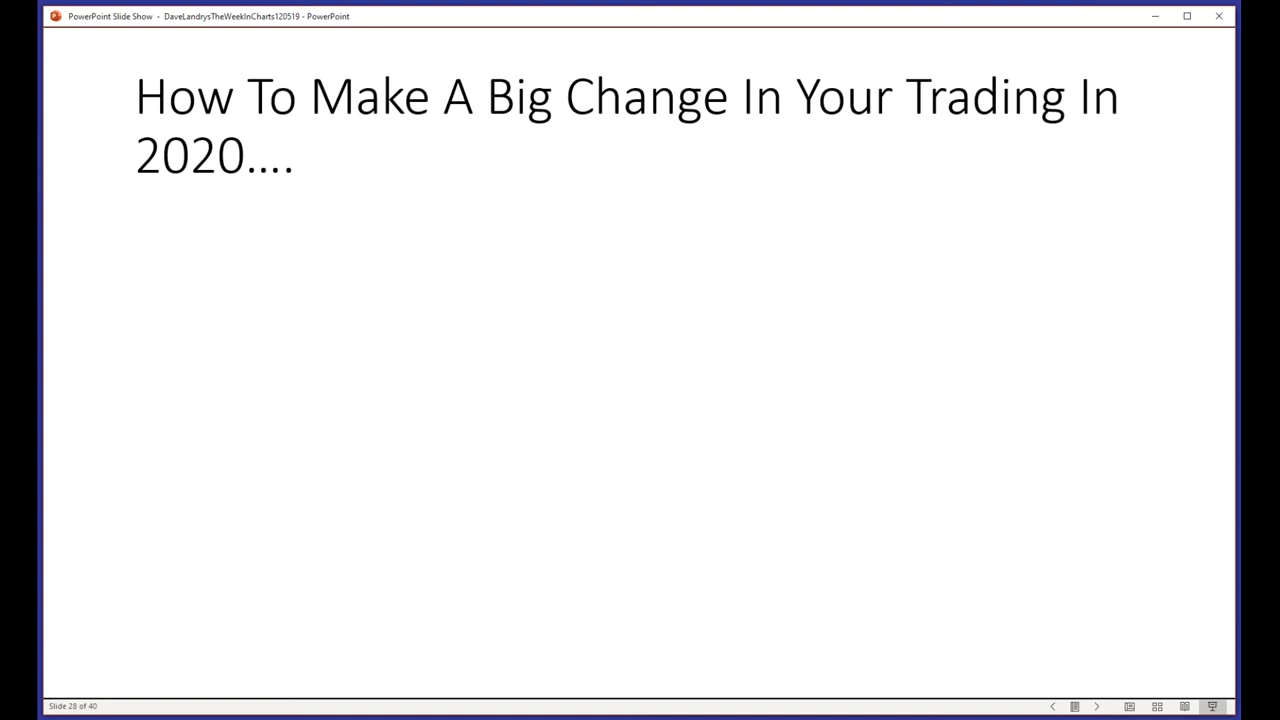 PowerPoint Slide Show - DaveLandrysTheWeekInCharts120519 - PowerPoint
How To Make A Big Change In Your Trading In
2020....
Slide 28 of 40